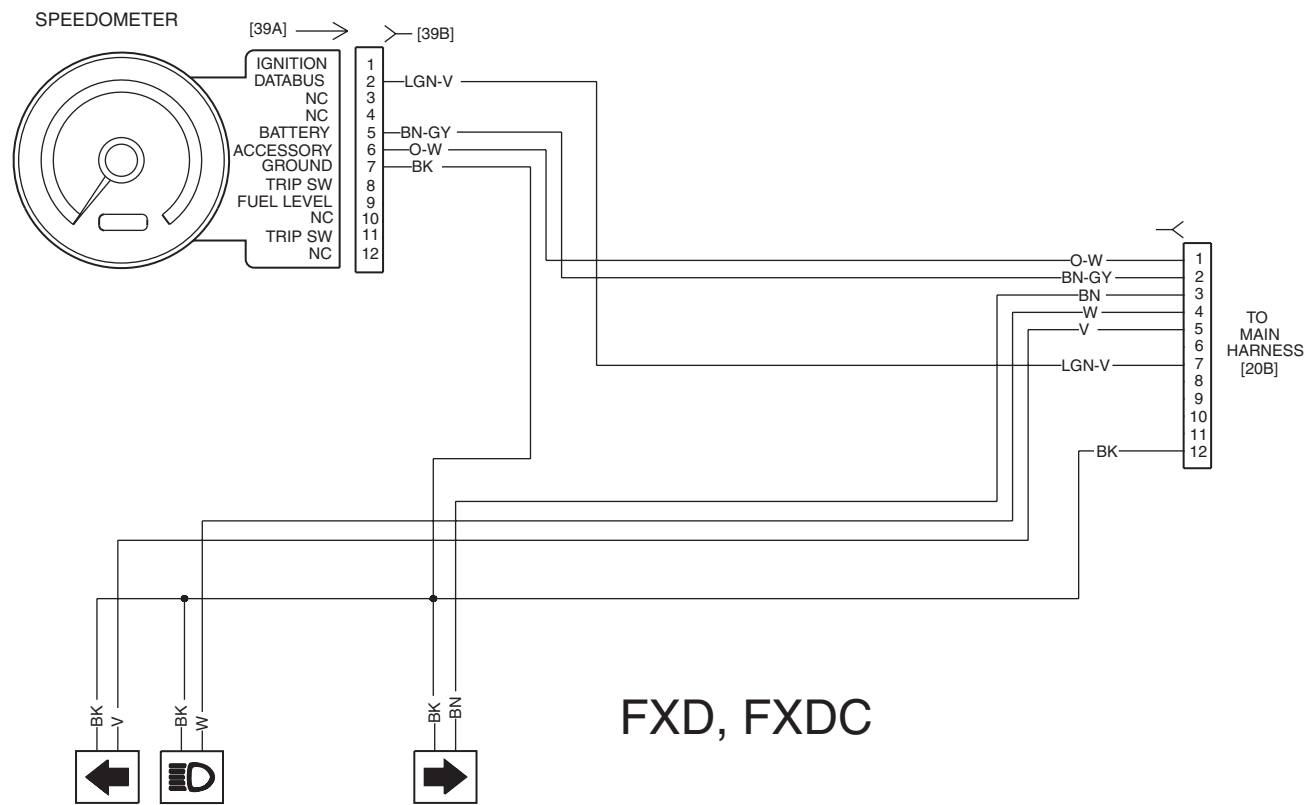 SPEEDOMETER
[39A]
[39B]
IGNITION 1
DATABUS 2 LGN-V
NC 3
NC 4
BATTERY 5 BN-GY
ACCESSORY 6 O-W
GROUND 7 BK
TRIP SW 8
FUEL LEVEL 9
NC 10
TRIP SW 11
NC 12
O-W 1
BN-GY 2
BN 3
W 4
V 5
6
LGN-V 7
8
9
10
11
BK 12
TO
MAIN
HARNESS
[20B]
BK
V
BK
W
BK
BN
FXD, FXDC